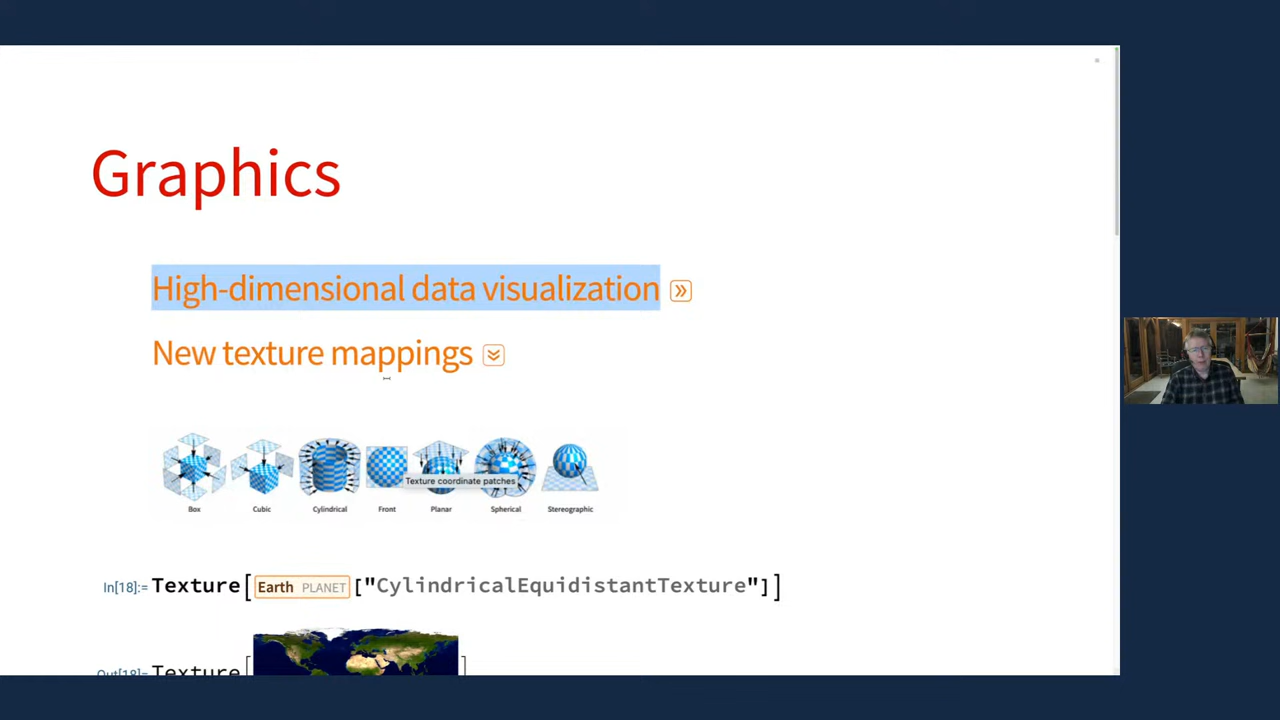 Graphics
High-dimensional data visualization
New texture mappings
Texture coordinate patches
Box Cubic Cylindrical Front Planar Spherical Stereographic
In[18]:= Texture[Earth PLANET ["CylindricalEquidistantTexture"]]
Out[18]= Texture[